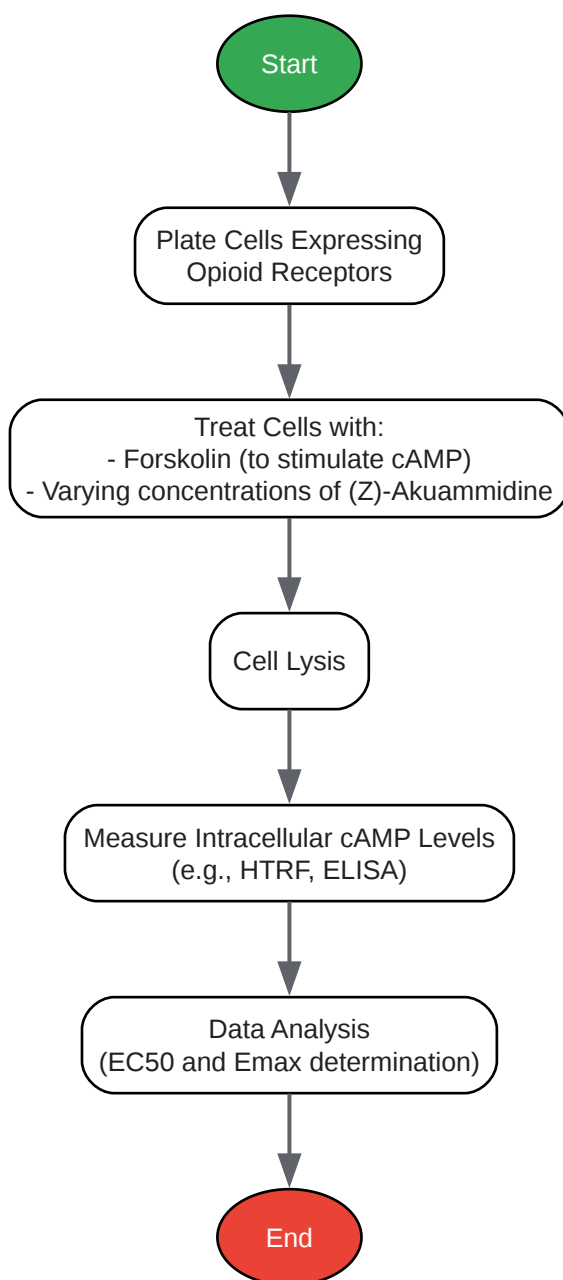 Start
Plate Cells Expressing
Opioid Receptors
Treat Cells with:
- Forskolin (to stimulate cAMP)
- Varying concentrations of (Z)-Akuammidine
Cell Lysis
Measure Intracellular cAMP Levels
(e.g., HTRF, ELISA)
Data Analysis
(EC50 and Emax determination)
End